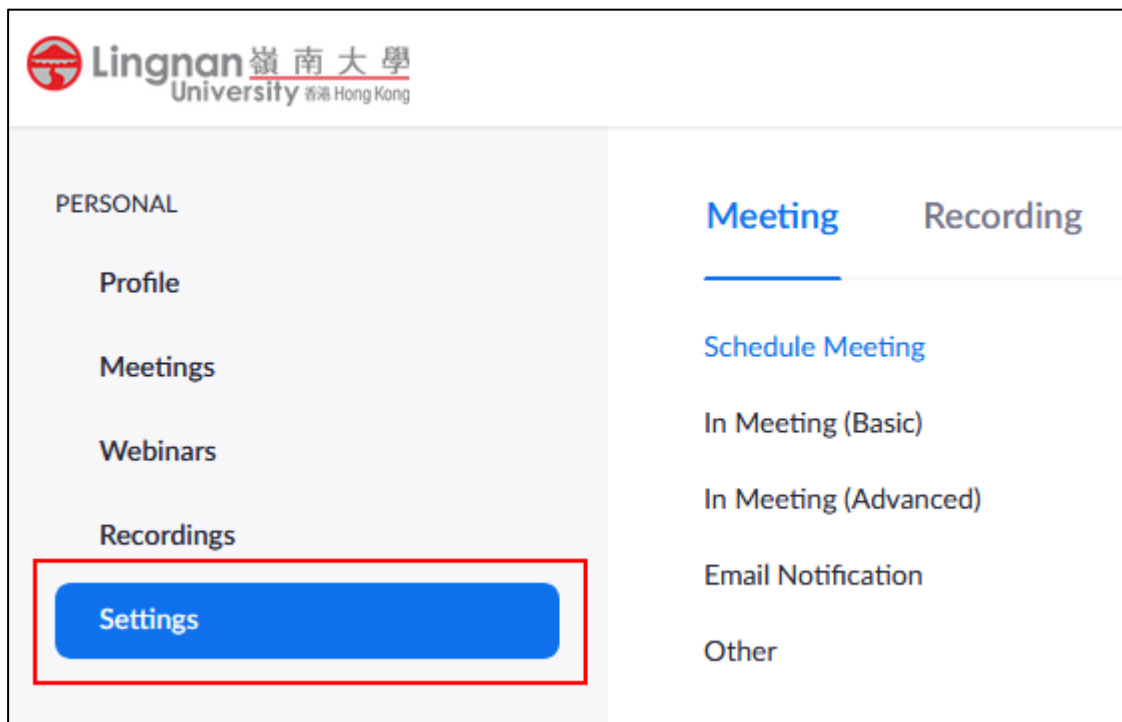 Lingnan 嶺南大學
University 香港 Hong Kong
PERSONAL
Profile
Meetings
Webinars
Recordings
Settings
Meeting Recording
Schedule Meeting
In Meeting (Basic)
In Meeting (Advanced)
Email Notification
Other